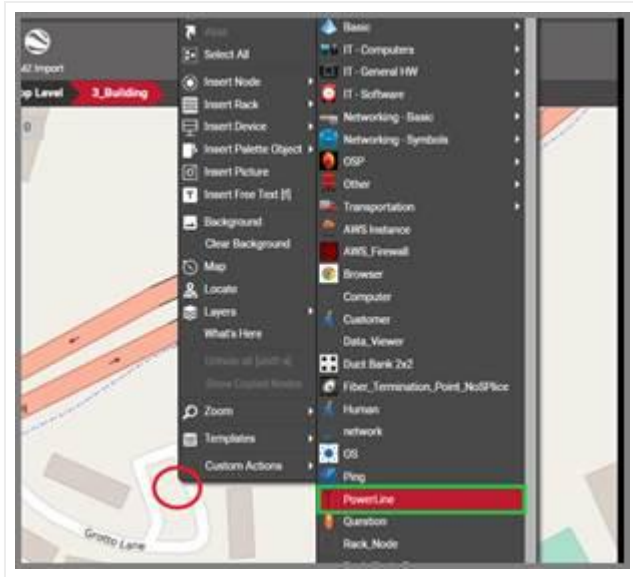 Select All
Insert Node
Insert Rack
Insert Device
Insert Palette Object
Insert Picture
Insert Free Text [f]
Background
Clear Background
Map
Locate
Layers
What's Here
Zoom
Templates
Custom Actions
Basic
IT - Computers
IT - General HW
IT - Software
Networking - Basic
Networking - Symbols
OSP
Other
Transportation
AWS Instance
AWS_Firewall
Browser
Computer
Customer
Data_Viewer
Duct Bank 2x2
Fiber_Termination_Point_NoSPlice
Human
network
OS
Ping
PowerLine
Question
Rack_Node
Import
Level
3_Building
Grotto Lane